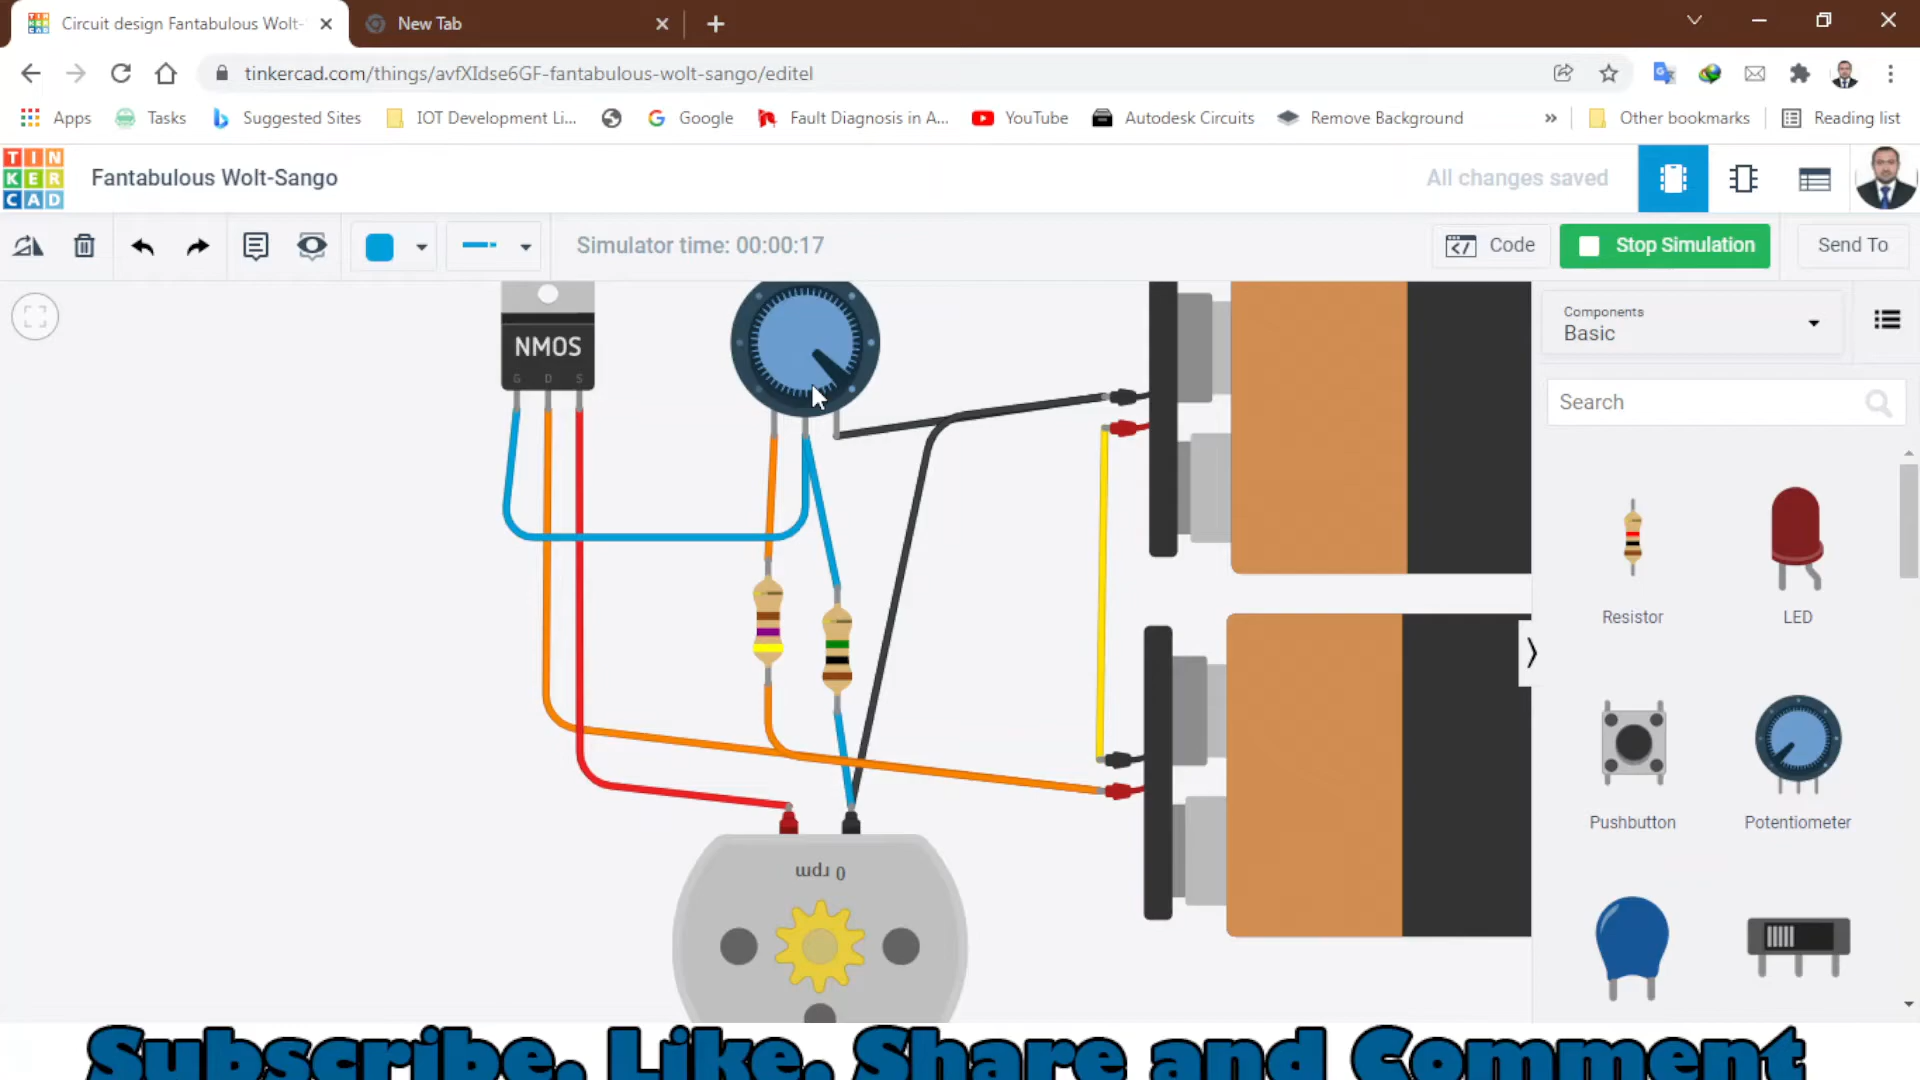 Circuit design Fantabulous Wolt-
New Tab
tinkercad.com/things/avfXIdse6GF-fantabulous-wolt-sango/editel
Apps
Tasks
Suggested Sites
IOT Development Li...
Google
Fault Diagnosis in A...
YouTube
Autodesk Circuits
Remove Background
»
Other bookmarks
Reading list
TIN
KER
CAD
Fantabulous Wolt-Sango
All changes saved
Simulator time: 00:00:17
Code
Stop Simulation
Send To
Components
Basic
Search
NMOS
G D S
Resistor
LED
Pushbutton
Potentiometer
0 rpm
Subscribe, Like, Share and Comment